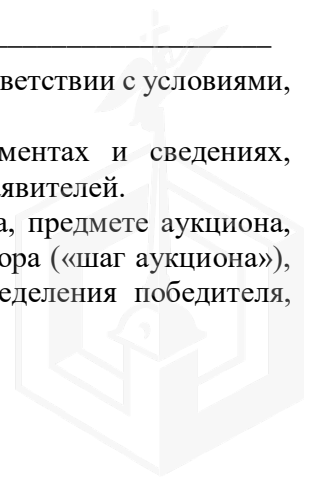 ветствии с условиями,
ментах и сведениях,
явителей.
а, предмете аукциона,
ора («шаг аукциона»),
еделения победителя,